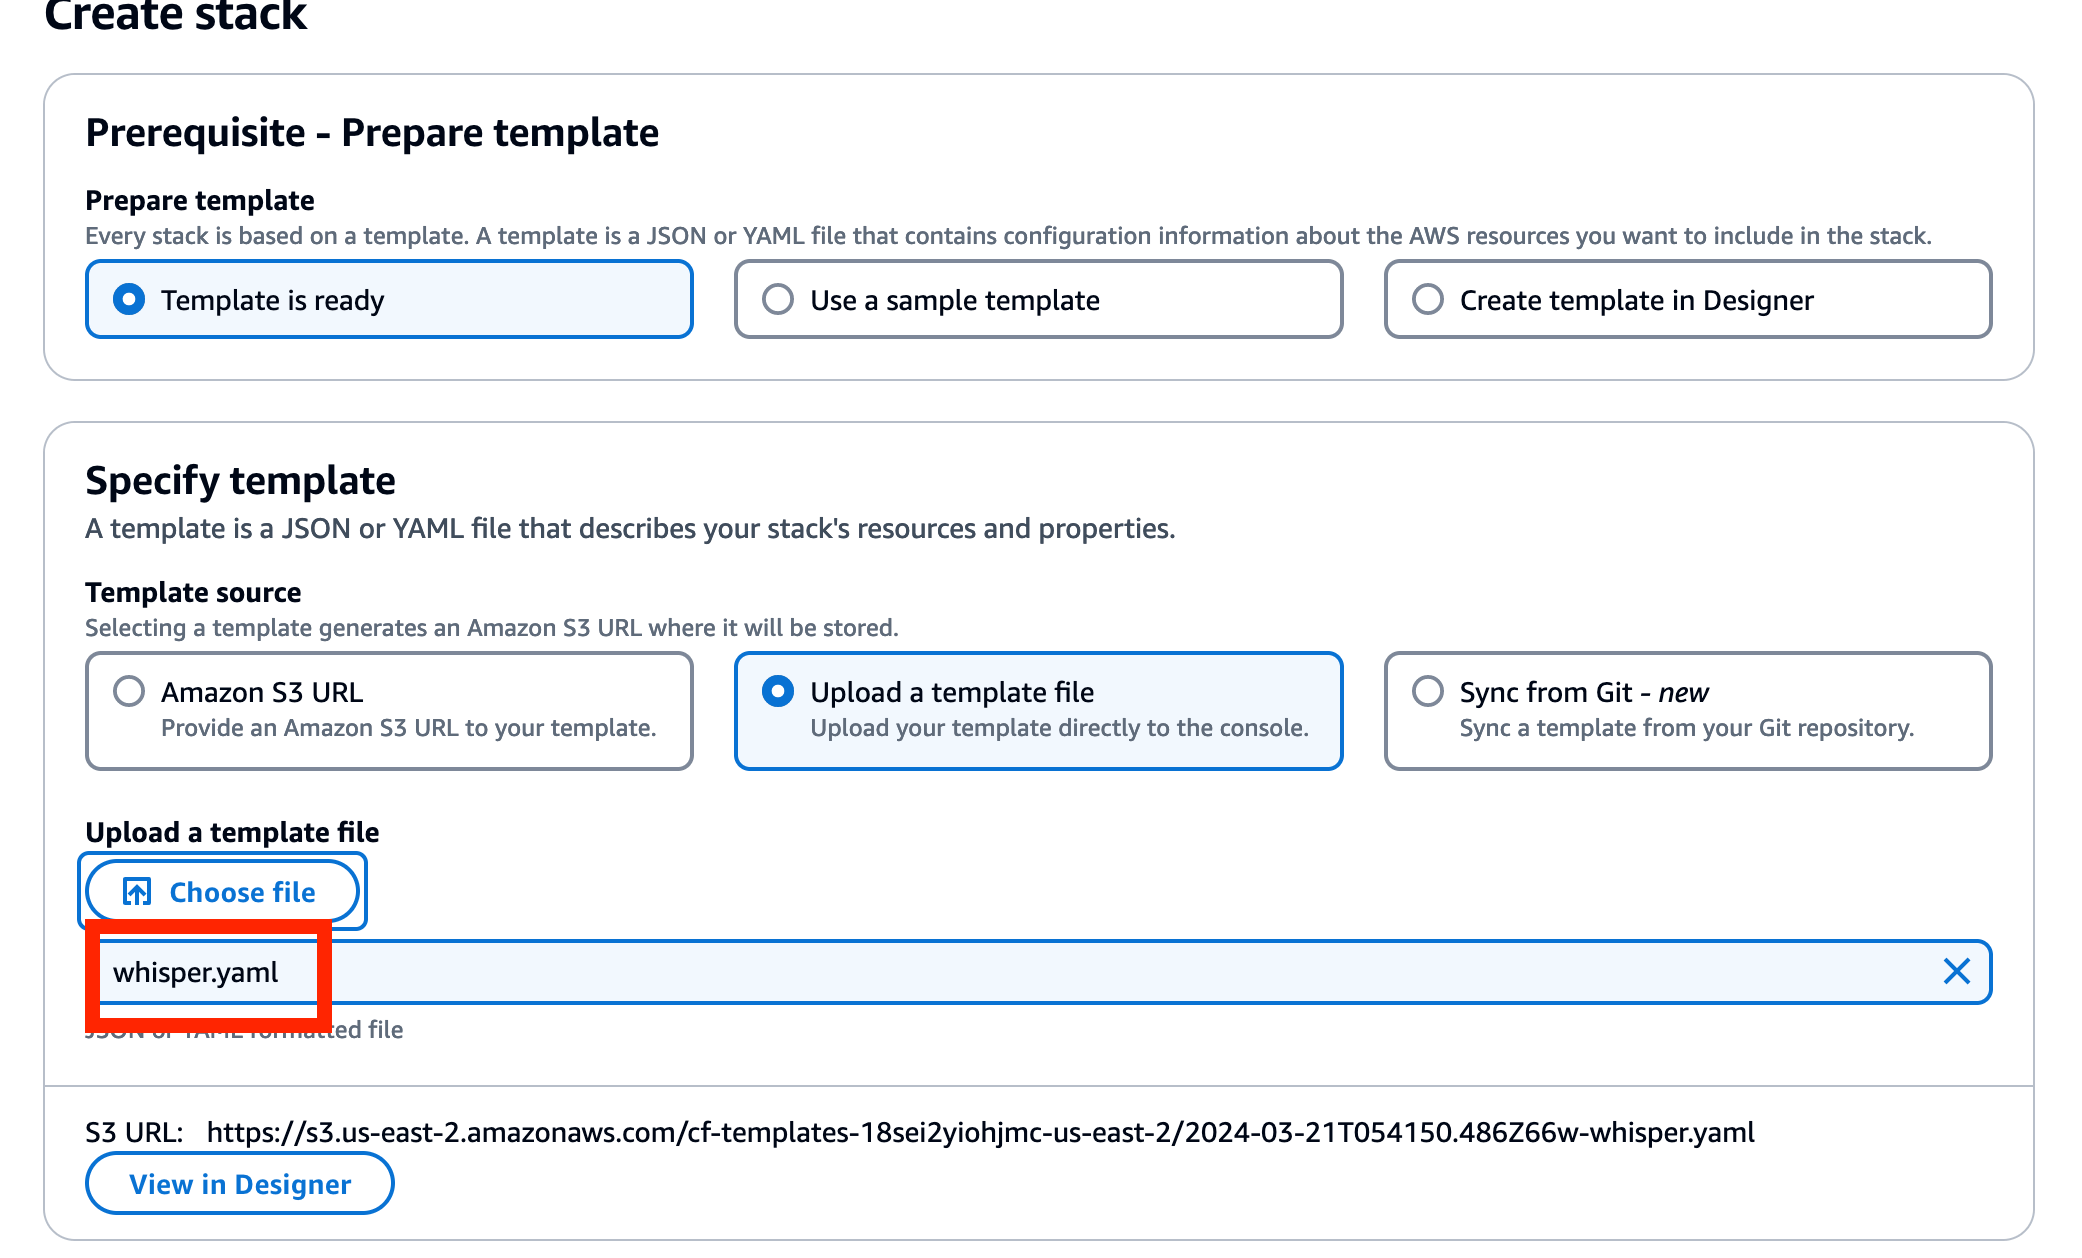 Create stack
Prerequisite - Prepare template
Prepare template
Every stack is based on a template. A template is a JSON or YAML file that contains configuration information about the AWS resources you want to include in the stack.
Template is ready
Use a sample template
Create template in Designer
Specify template
A template is a JSON or YAML file that describes your stack's resources and properties.
Template source
Selecting a template generates an Amazon S3 URL where it will be stored.
Amazon S3 URL
Provide an Amazon S3 URL to your template.
Upload a template file
Upload your template directly to the console.
Sync from Git - new
Sync a template from your Git repository.
Upload a template file
Choose file
whisper.yaml
JSON or YAML formatted file
S3 URL: https://s3.us-east-2.amazonaws.com/cf-templates-18sei2yiohjmc-us-east-2/2024-03-21T054150.486Z66w-whisper.yaml
View in Designer